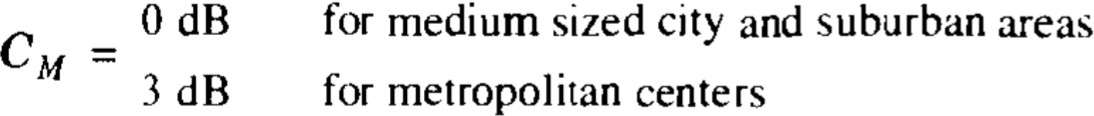 0 dB for medium sized city and suburban areas
C_M =
3 dB for metropolitan centers